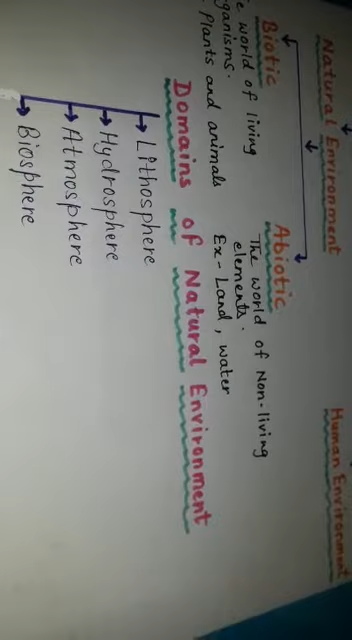 Natural Environment
Human Environment
Biotic
Abiotic
world of living
The world of Non-living
elements.
Plants and animals
Ex- Land, water
Domains of Natural Environment
Lithosphere
Hydrosphere
Atmosphere
Biosphere